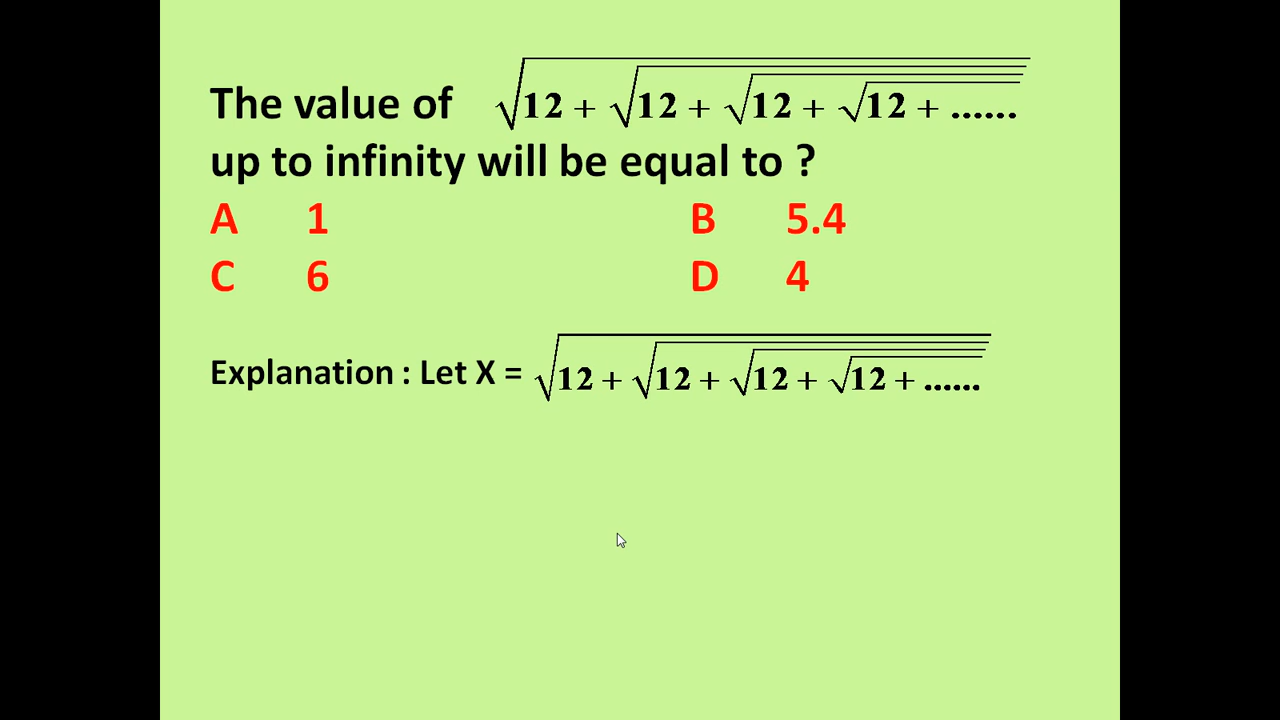 The value of √12 + √12 + √12 + √12 + ......
up to infinity will be equal to ?
A 1 B 5.4
C 6 D 4
Explanation : Let X = √12 + √12 + √12 + √12 + ......